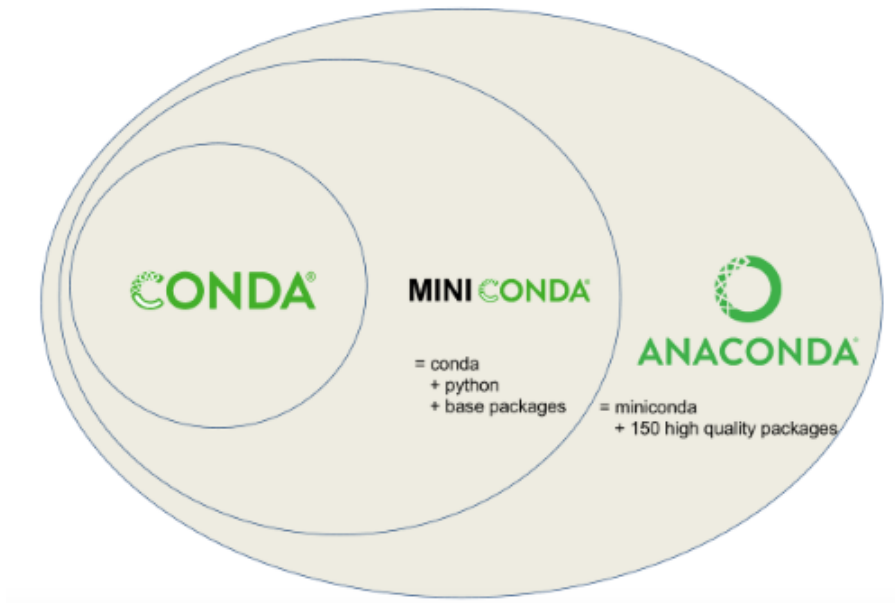 CONDA®
MINI CONDA®
= conda
+ python
+ base packages
ANACONDA®
= miniconda
+ 150 high quality packages